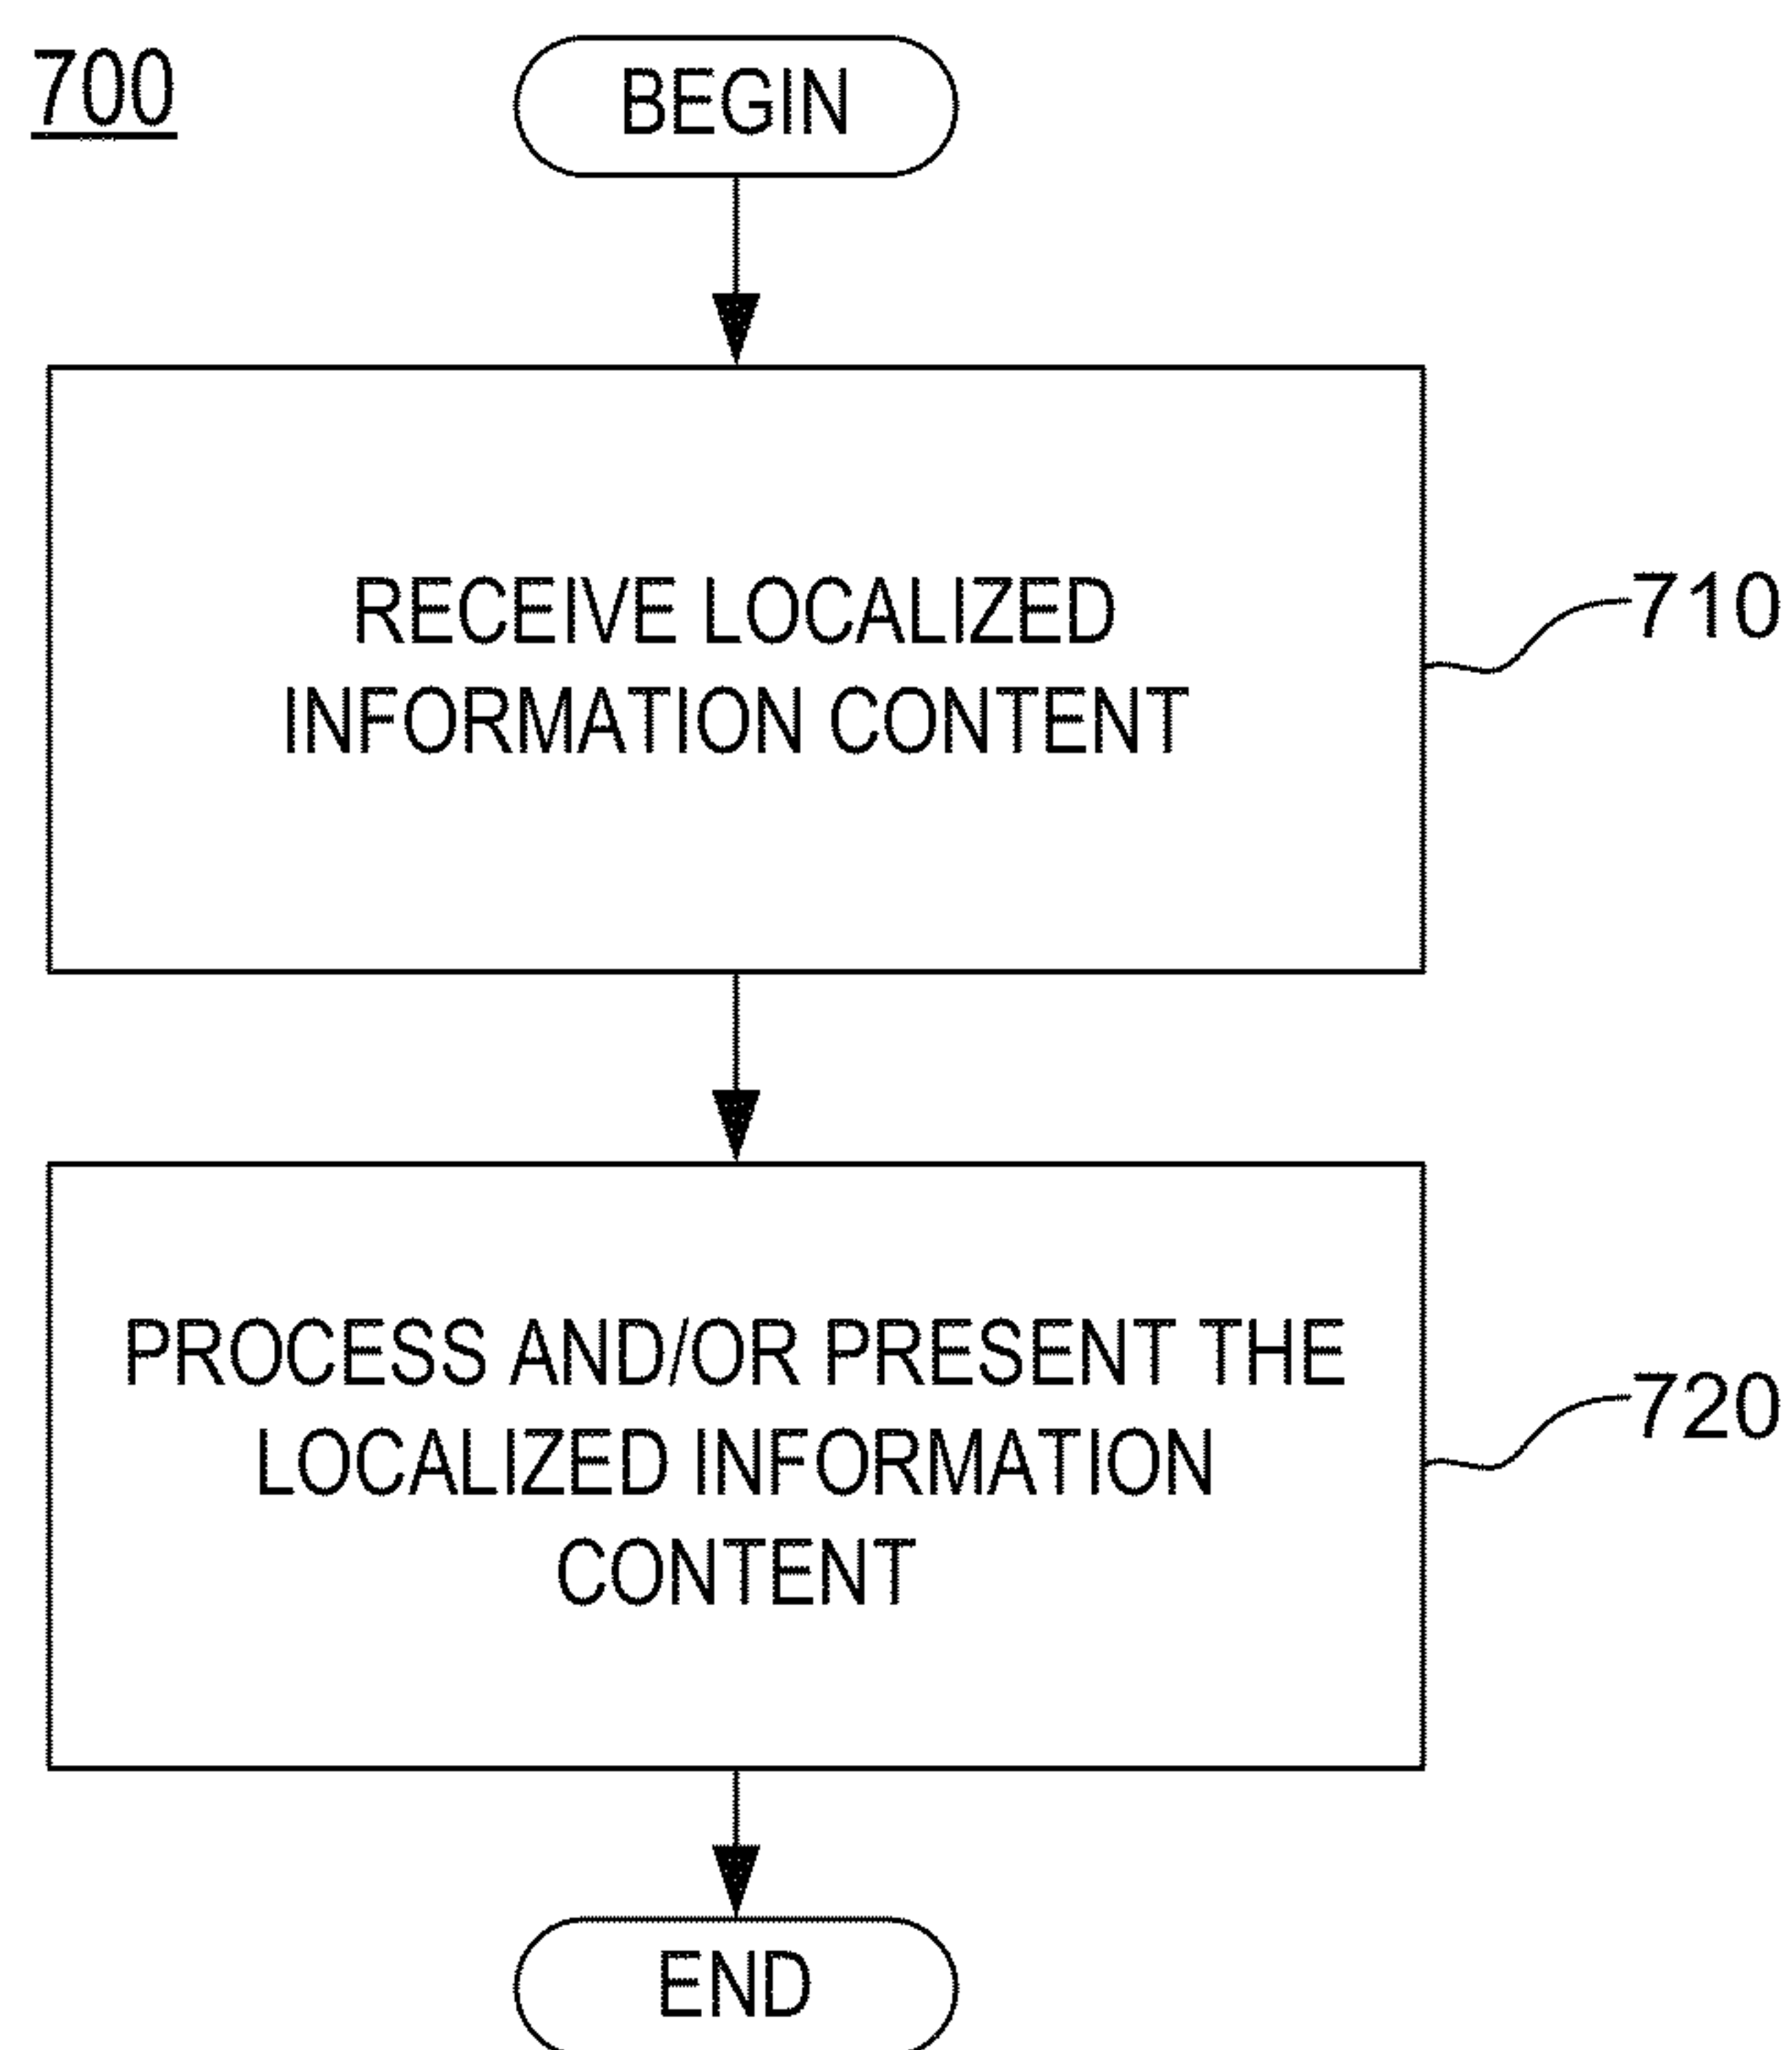 700
BEGIN
RECEIVE LOCALIZED
INFORMATION CONTENT
710
PROCESS AND/OR PRESENT THE
LOCALIZED INFORMATION
CONTENT
720
END